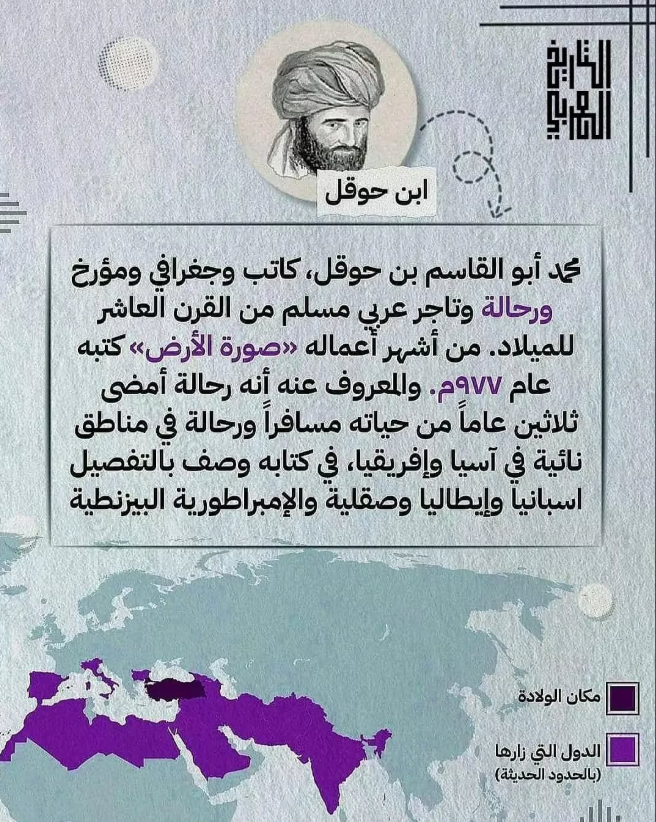 التاريخ
العربي
ابن حوقل
محمد أبو القاسم بن حوقل، كاتب وجغرافي ومؤرخ
ورحالة وتاجر عربي مسلم من القرن العاشر
للميلاد. من أشهر أعماله «صورة الأرض» كتبه
عام ٩٧٧م. والمعروف عنه أنه رحالة أمضى
ثلاثين عاماً من حياته مسافراً ورحالة في مناطق
نائية في آسيا وإفريقيا، في كتابه وصف بالتفصيل
اسبانيا وإيطاليا وصقلية والإمبراطورية البيزنطية
مكان الولادة
الدول التي زارها
(بالحدود الحديثة)